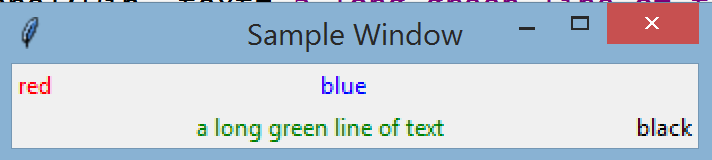 Sample Window
red blue
a long green line of text black